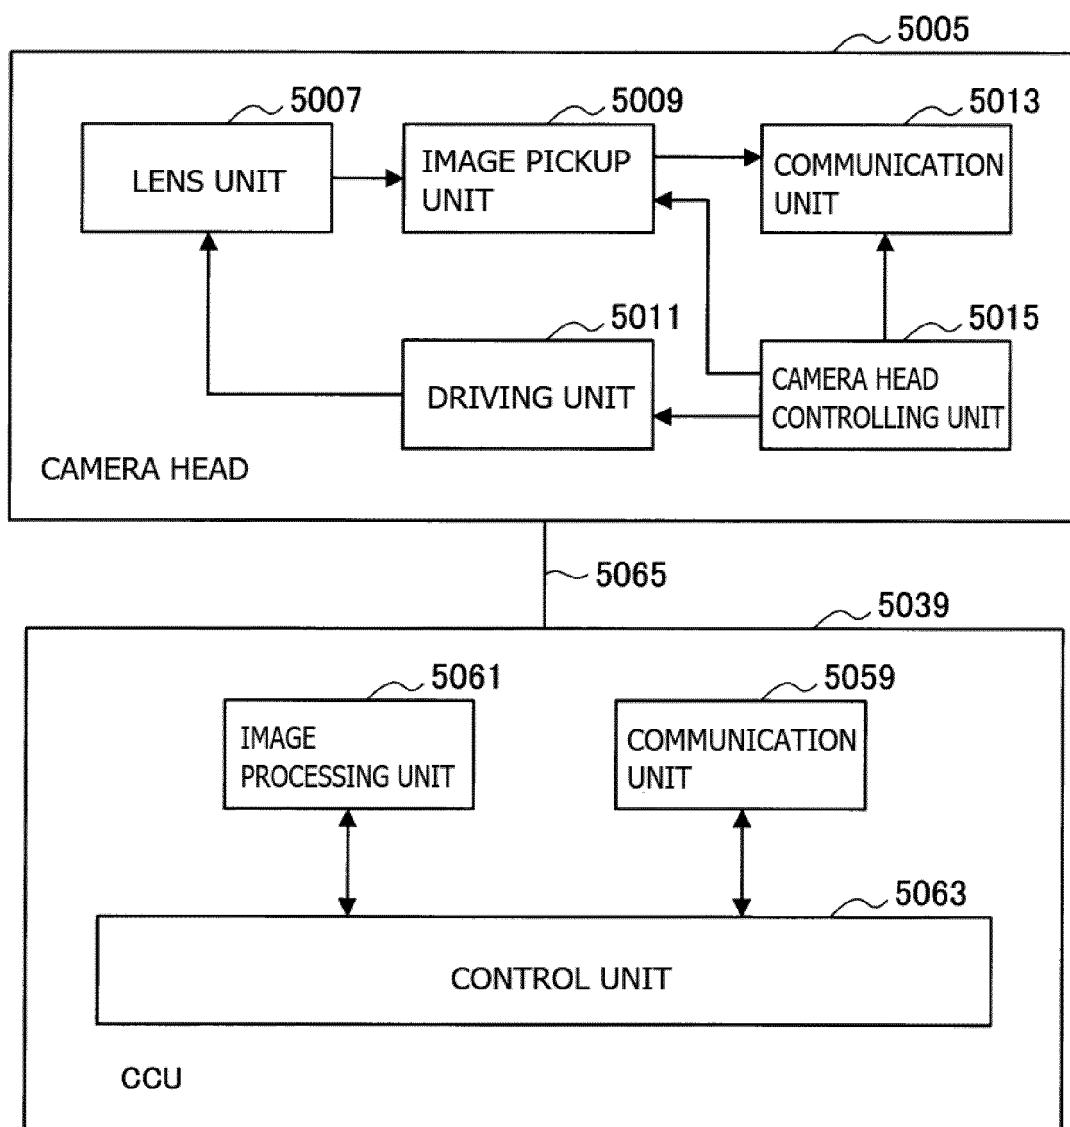 5005
5007
5009
5013
LENS UNIT
IMAGE PICKUP
UNIT
COMMUNICATION
UNIT
5011
5015
DRIVING UNIT
CAMERA HEAD
CONTROLLING UNIT
CAMERA HEAD
5065
5039
5061
5059
IMAGE
PROCESSING UNIT
COMMUNICATION
UNIT
5063
CONTROL UNIT
CCU